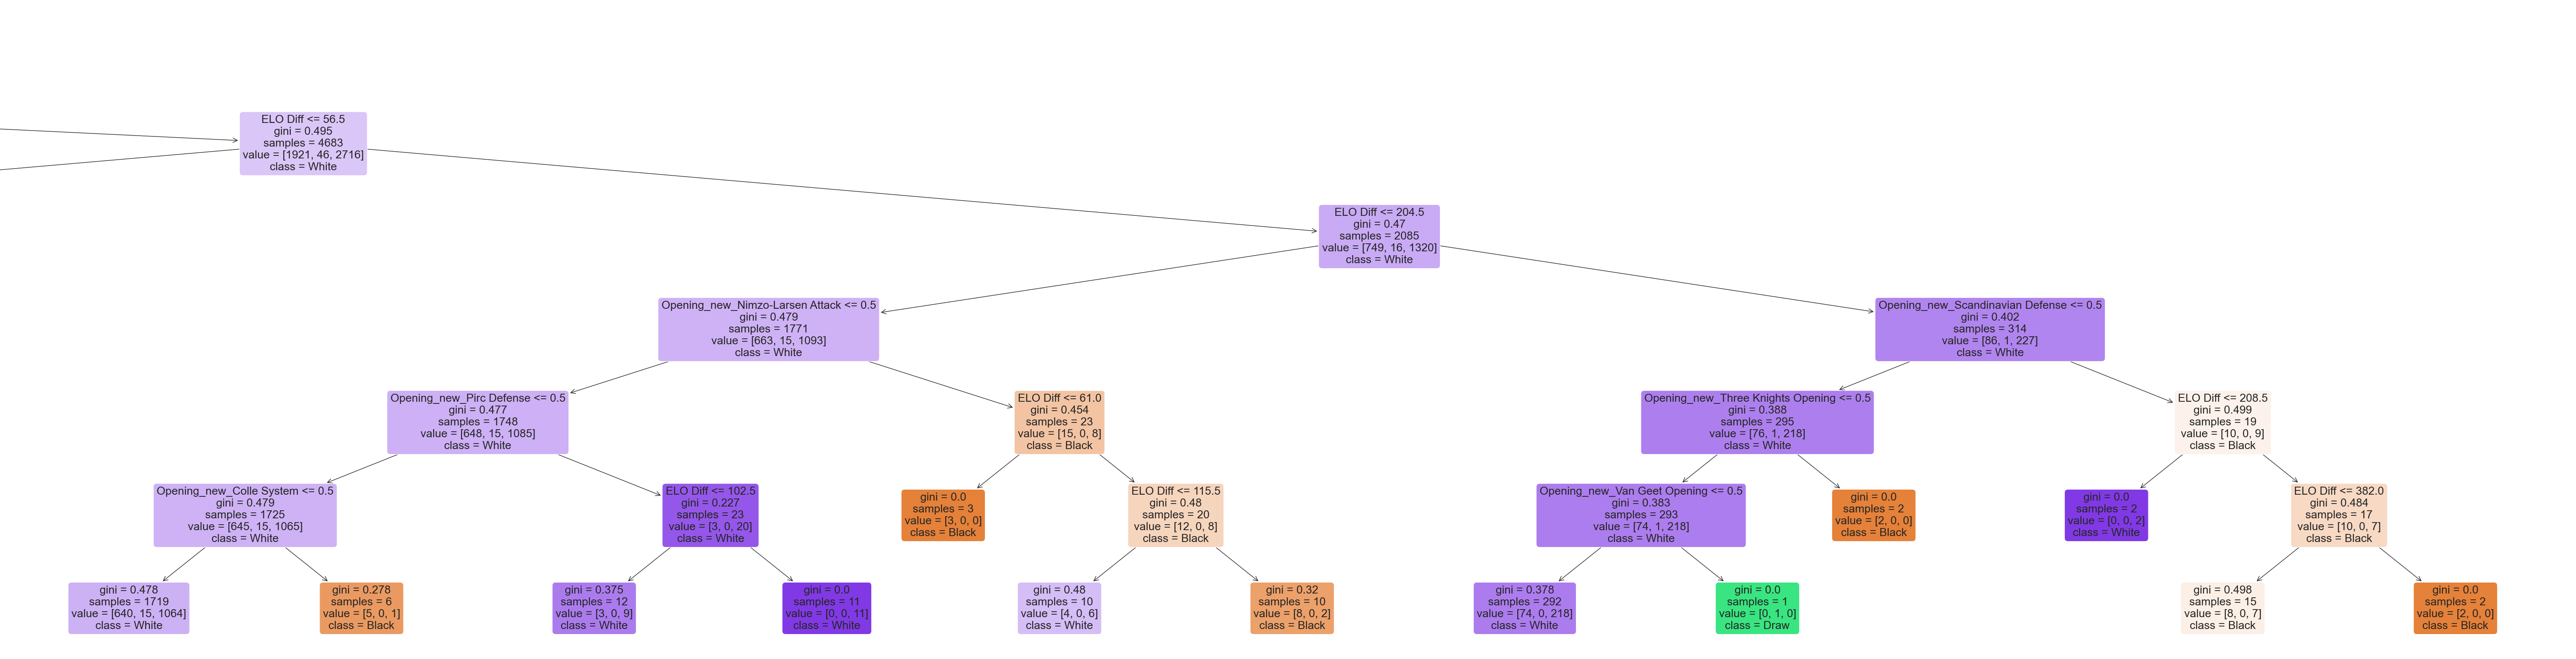 ELO Diff <= 56.5
gini = 0.495
samples = 4683
value = [1921, 46, 2716]
class = White
ELO Diff <= 204.5
gini = 0.47
samples = 2085
value = [749, 16, 1320]
class = White
Opening_new_Nimzo-Larsen Attack <= 0.5
gini = 0.479
samples = 1771
value = [663, 15, 1093]
class = White
Opening_new_Scandinavian Defense <= 0.5
gini = 0.402
samples = 314
value = [86, 1, 227]
class = White
Opening_new_Pirc Defense <= 0.5
gini = 0.477
samples = 1748
value = [648, 15, 1085]
class = White
ELO Diff <= 61.0
gini = 0.454
samples = 23
value = [15, 0, 8]
class = Black
Opening_new_Three Knights Opening <= 0.5
gini = 0.388
samples = 295
value = [76, 1, 218]
class = White
ELO Diff <= 208.5
gini = 0.499
samples = 19
value = [10, 0, 9]
class = Black
Opening_new_Colle System <= 0.5
gini = 0.479
samples = 1725
value = [645, 15, 1065]
class = White
ELO Diff <= 102.5
gini = 0.227
samples = 23
value = [3, 0, 20]
class = White
gini = 0.0
samples = 3
value = [3, 0, 0]
class = Black
ELO Diff <= 115.5
gini = 0.48
samples = 20
value = [12, 0, 8]
class = Black
Opening_new_Van Geet Opening <= 0.5
gini = 0.383
samples = 293
value = [74, 1, 218]
class = White
gini = 0.0
samples = 2
value = [2, 0, 0]
class = Black
gini = 0.0
samples = 2
value = [0, 0, 2]
class = White
ELO Diff <= 382.0
gini = 0.484
samples = 17
value = [10, 0, 7]
class = Black
gini = 0.478
samples = 1719
value = [640, 15, 1064]
class = White
gini = 0.278
samples = 6
value = [5, 0, 1]
class = Black
gini = 0.375
samples = 12
value = [3, 0, 9]
class = White
gini = 0.0
samples = 11
value = [0, 0, 11]
class = White
gini = 0.48
samples = 10
value = [4, 0, 6]
class = White
gini = 0.32
samples = 10
value = [8, 0, 2]
class = Black
gini = 0.378
samples = 292
value = [74, 0, 218]
class = White
gini = 0.0
samples = 1
value = [0, 1, 0]
class = Draw
gini = 0.498
samples = 15
value = [8, 0, 7]
class = Black
gini = 0.0
samples = 2
value = [2, 0, 0]
class = Black